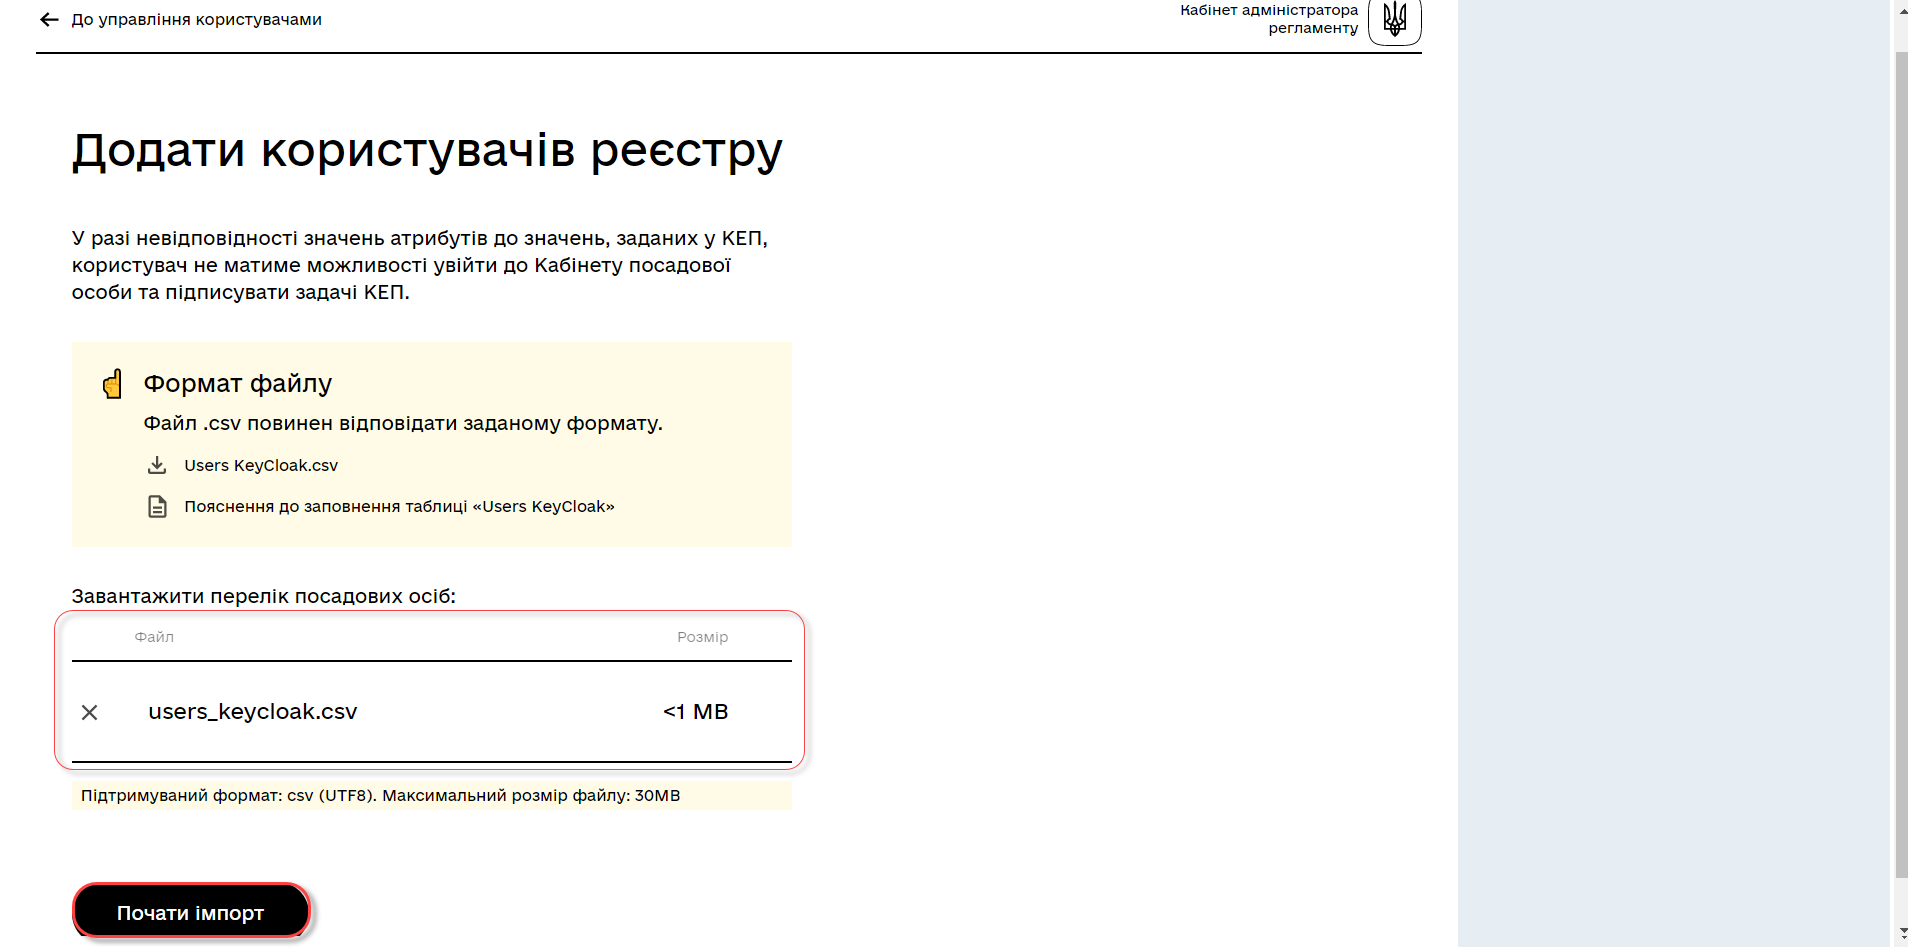 До управління користувачами
Кабінет адміністратора
регламенту
Додати користувачів реєстру
У разі невідповідності значень атрибутів до значень, заданих у КЕП,
користувач не матиме можливості увійти до Кабінету посадової
особи та підписувати задачі КЕП.
Формат файлу
Файл .csv повинен відповідати заданому формату.
Users KeyCloak.csv
Пояснення до заповнення таблиці «Users KeyCloak»
Завантажити перелік посадових осіб:
Файл Розмір
users_keycloak.csv <1 MB
Підтримуваний формат: csv (UTF8). Максимальний розмір файлу: 30MB
Почати імпорт